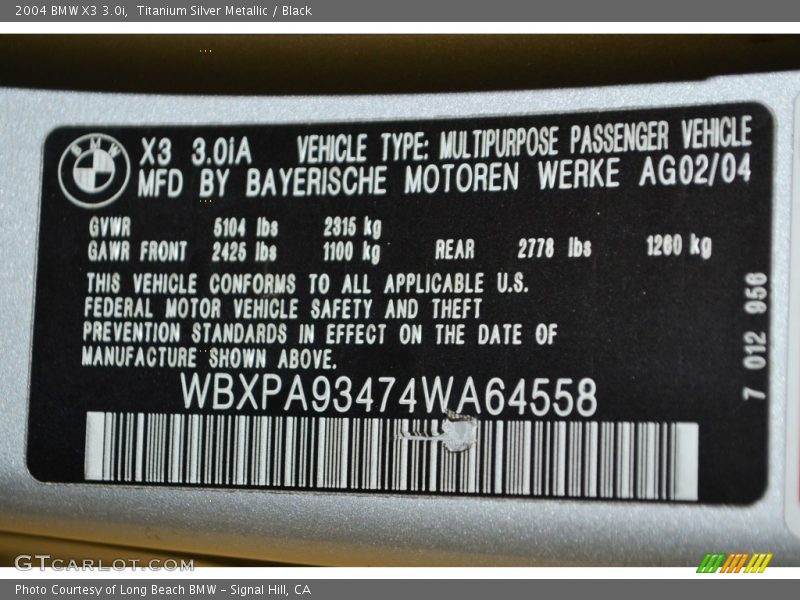 2004 BMW X3 3.0i, Titanium Silver Metallic / Black
BMW
X3 3.0iA VEHICLE TYPE: MULTIPURPOSE PASSENGER VEHICLE
MFD BY BAYERISCHE MOTOREN WERKE AG02/04
GVWR 5104 lbs 2315 kg
GAWR FRONT 2425 lbs 1100 kg REAR 2778 lbs 1260 kg
THIS VEHICLE CONFORMS TO ALL APPLICABLE U.S.
FEDERAL MOTOR VEHICLE SAFETY AND THEFT
PREVENTION STANDARDS IN EFFECT ON THE DATE OF
MANUFACTURE SHOWN ABOVE.
WBXPA93474WA64558
7 012 956
GTCARLOT.COM
Photo Courtesy of Long Beach BMW - Signal Hill, CA